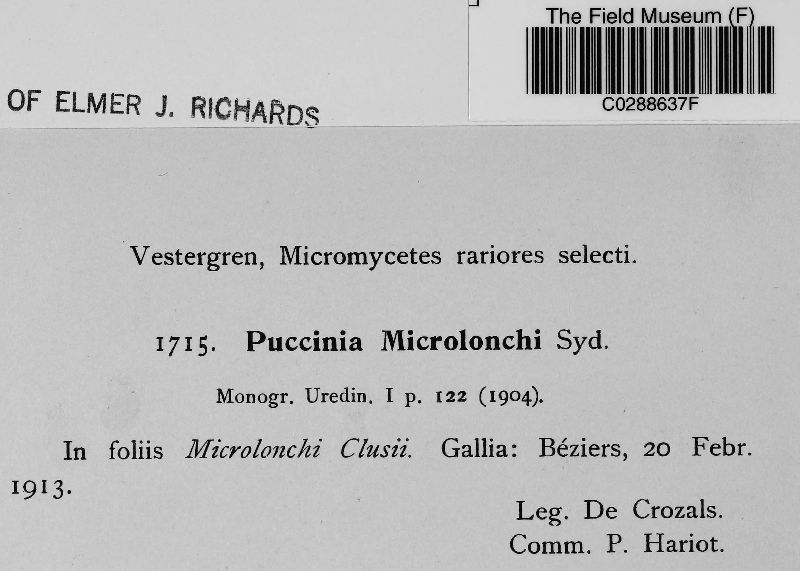 The Field Museum (F)
C0288637F
OF ELMER J. RICHARDS
Vestergren, Micromycetes rariores selecti.
1715. Puccinia Microlonchi Syd.
Monogr. Uredin. I p. 122 (1904).
In foliis Microlonchi Clusii. Gallia: Béziers, 20 Febr.
1913.
Leg. De Crozals.
Comm. P. Hariot.